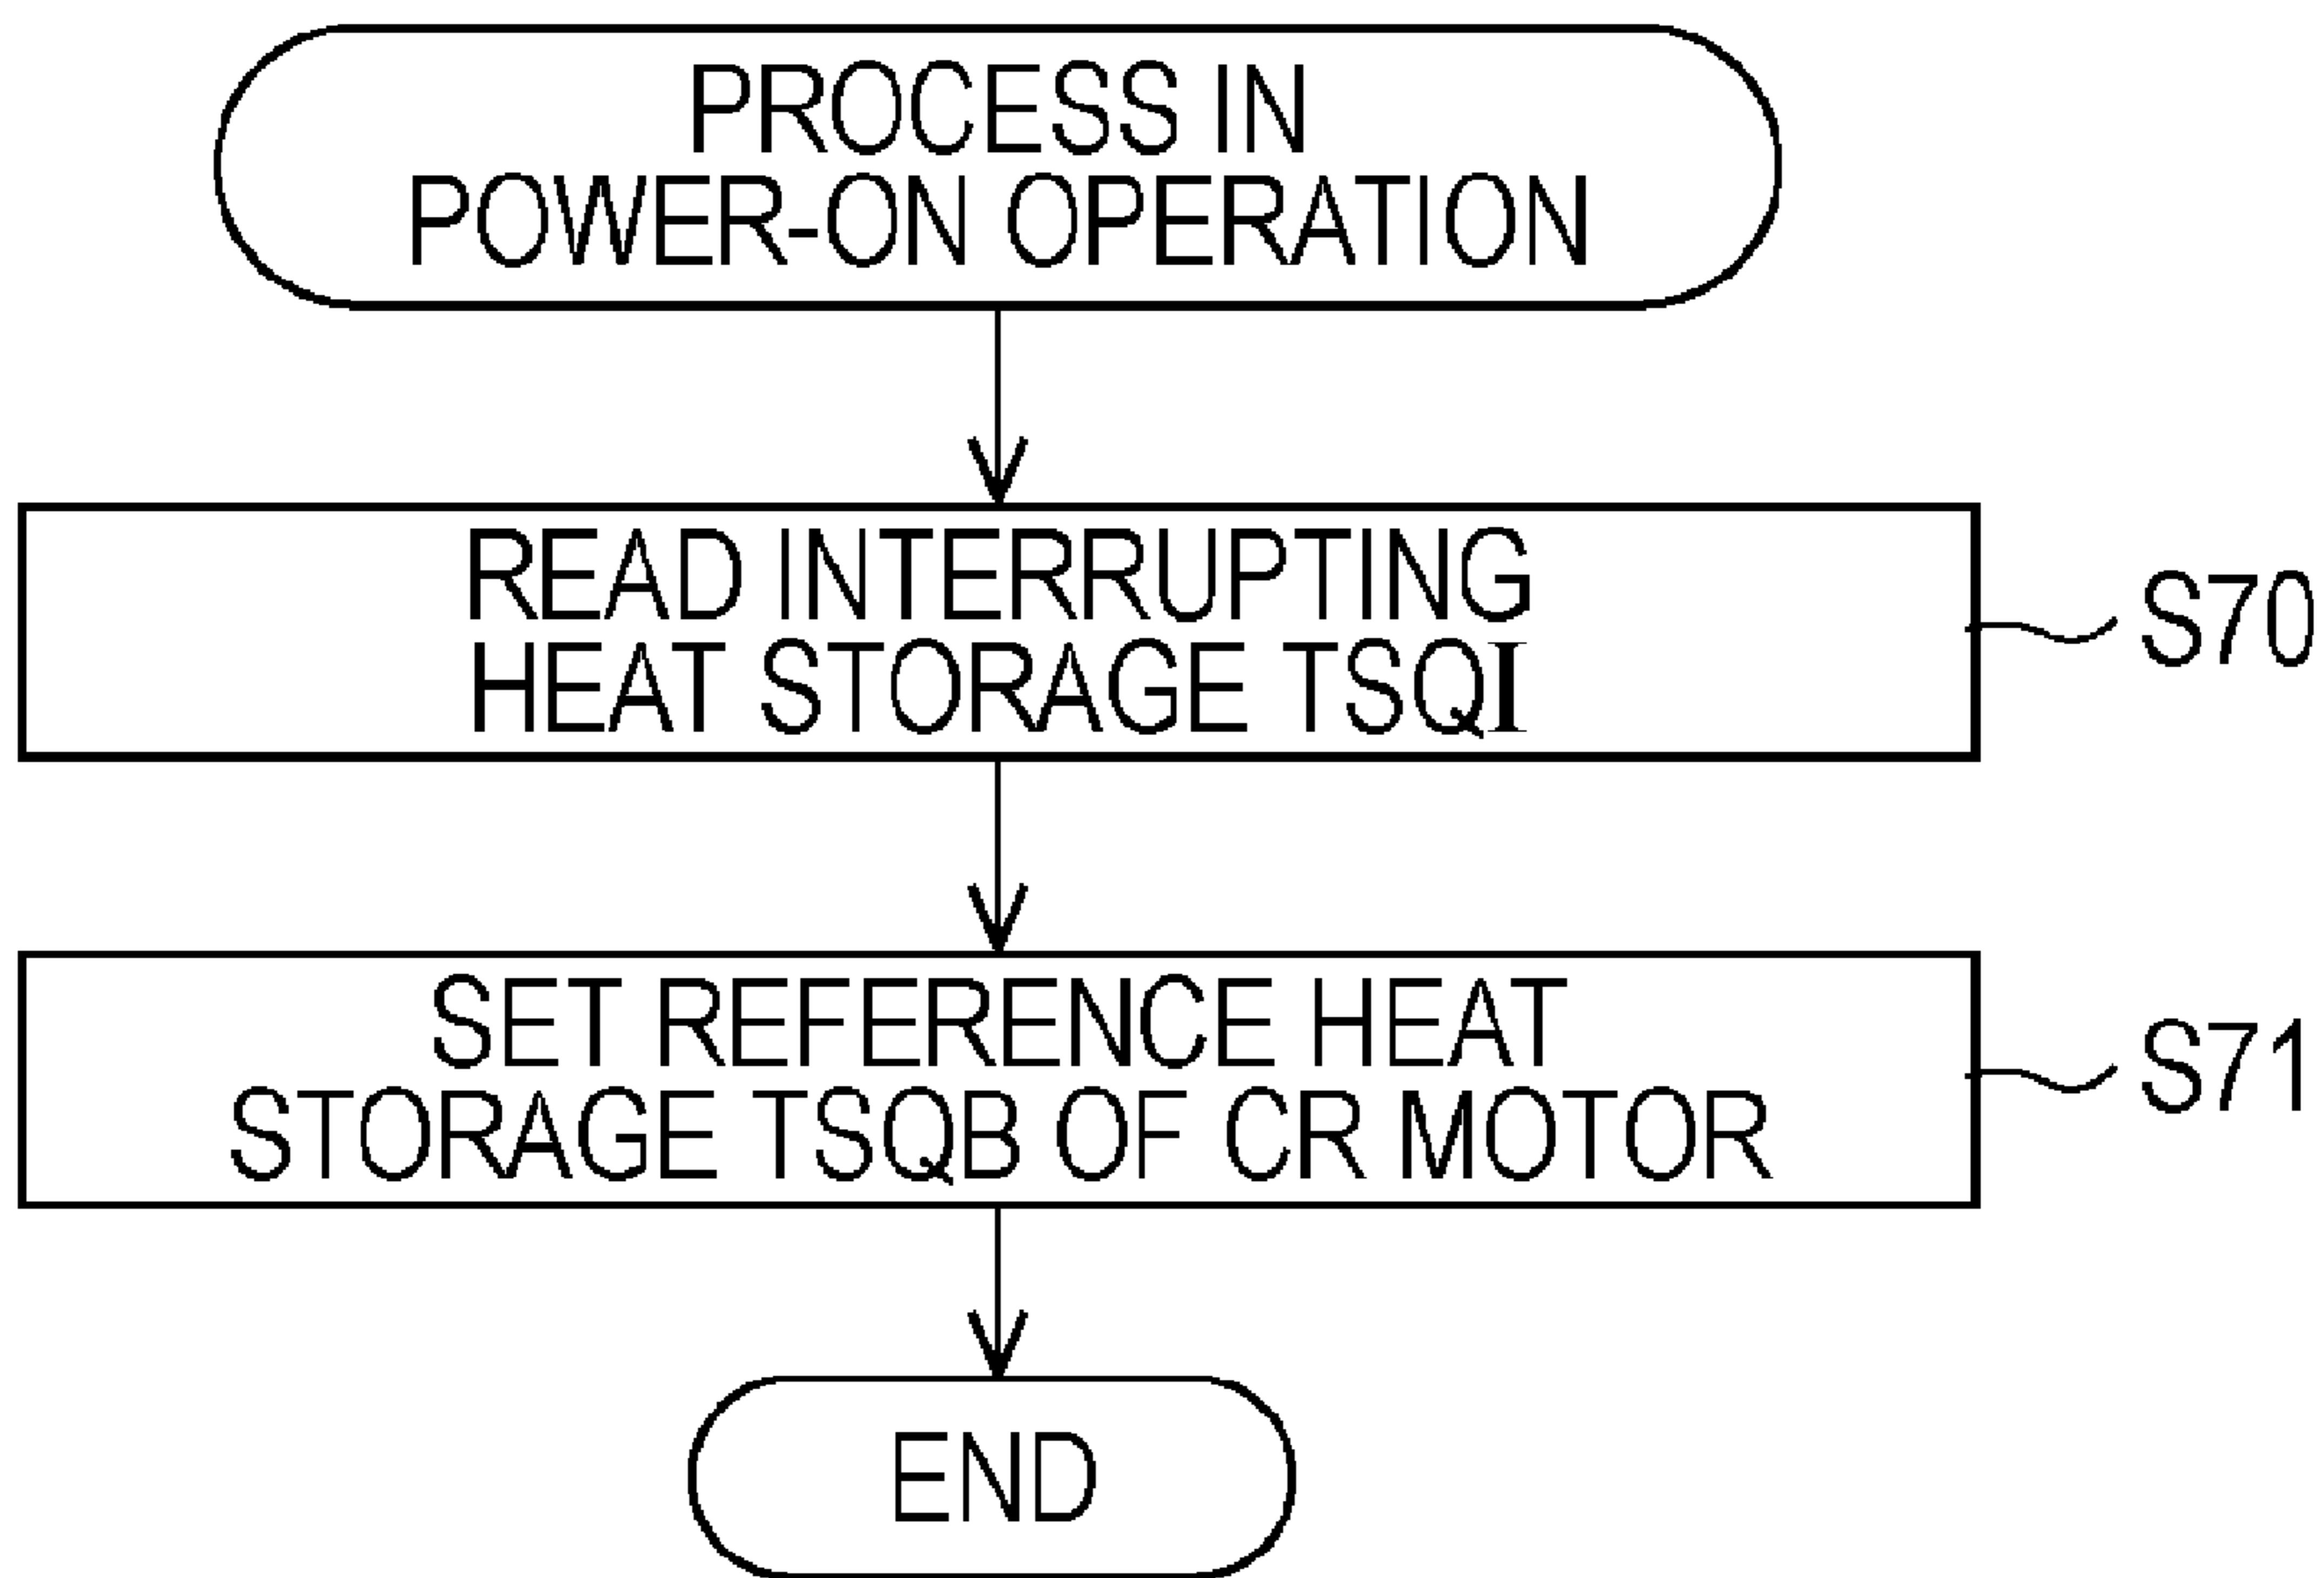 PROCESS IN
POWER-ON OPERATION
READ INTERRUPTING
HEAT STORAGE TSQI
S70
SET REFERENCE HEAT
STORAGE TSQB OF CR MOTOR
S71
END